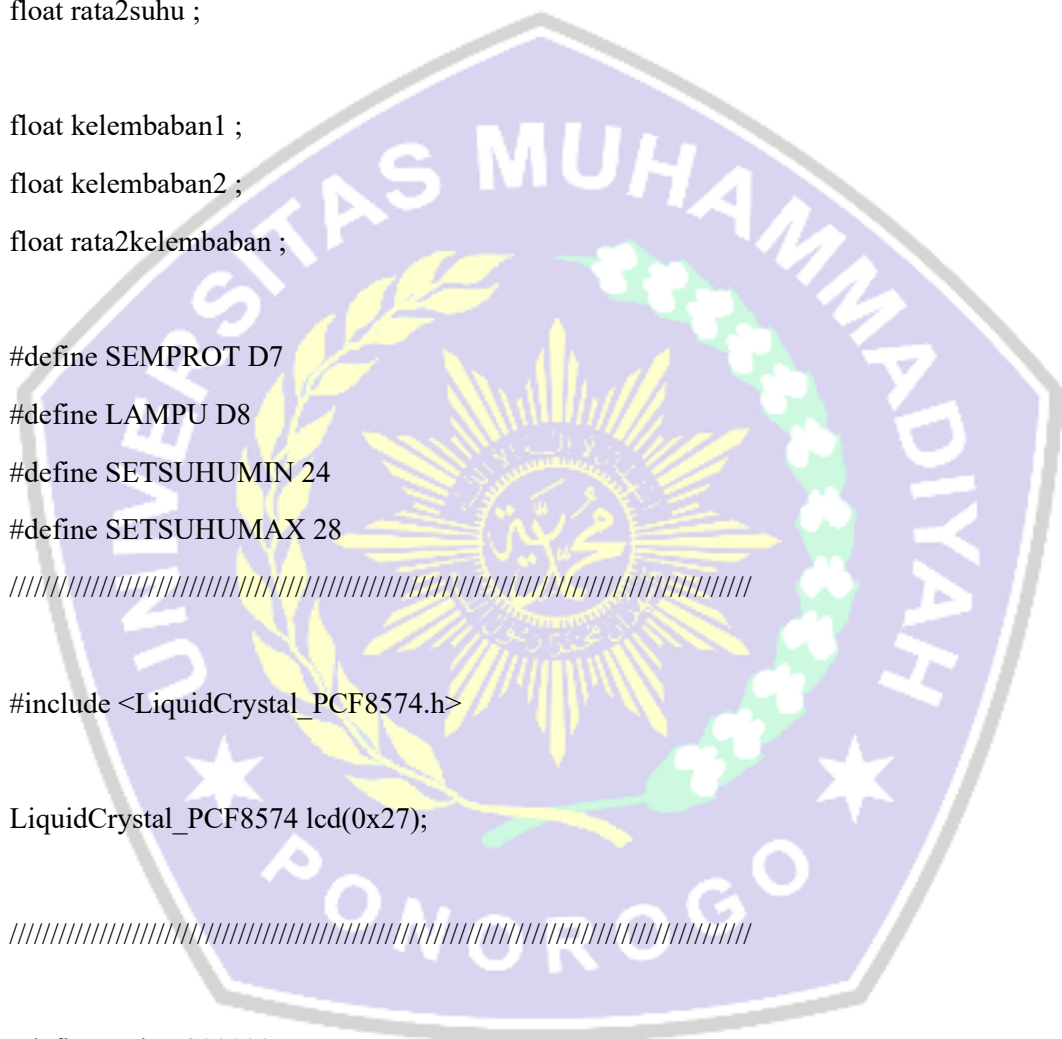 float rata2suhu ;
float kelembaban1 ;
float kelembaban2 ;
float rata2kelembaban ;
#define SEMPROT D7
#define LAMPU D8
#define SETSUHUMIN 24
#define SETSUHUMAX 28
//////////////////////////////////////////////////////////////////////////////////////////
#include <LiquidCrystal_PCF8574.h>
LiquidCrystal_PCF8574 lcd(0x27);
//////////////////////////////////////////////////////////////////////////////////////////
UNIVERSITAS MUHAMMADIYAH
PONOROGO